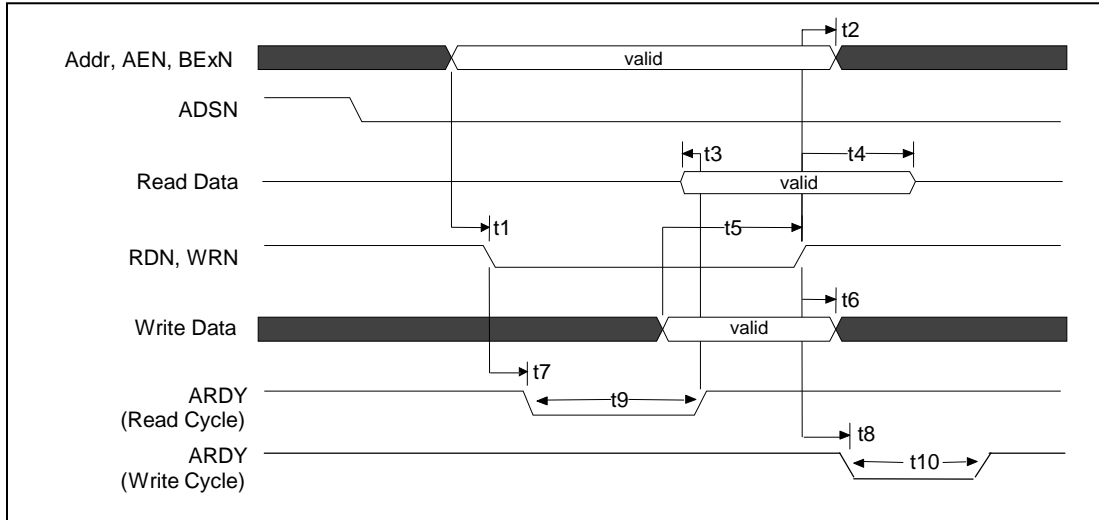 t2
Addr, AEN, BExN
valid
ADSN
t3
t4
Read Data
valid
t1
t5
RDN, WRN
t6
Write Data
valid
t7
ARDY
(Read Cycle)
t9
t8
ARDY
(Write Cycle)
t10